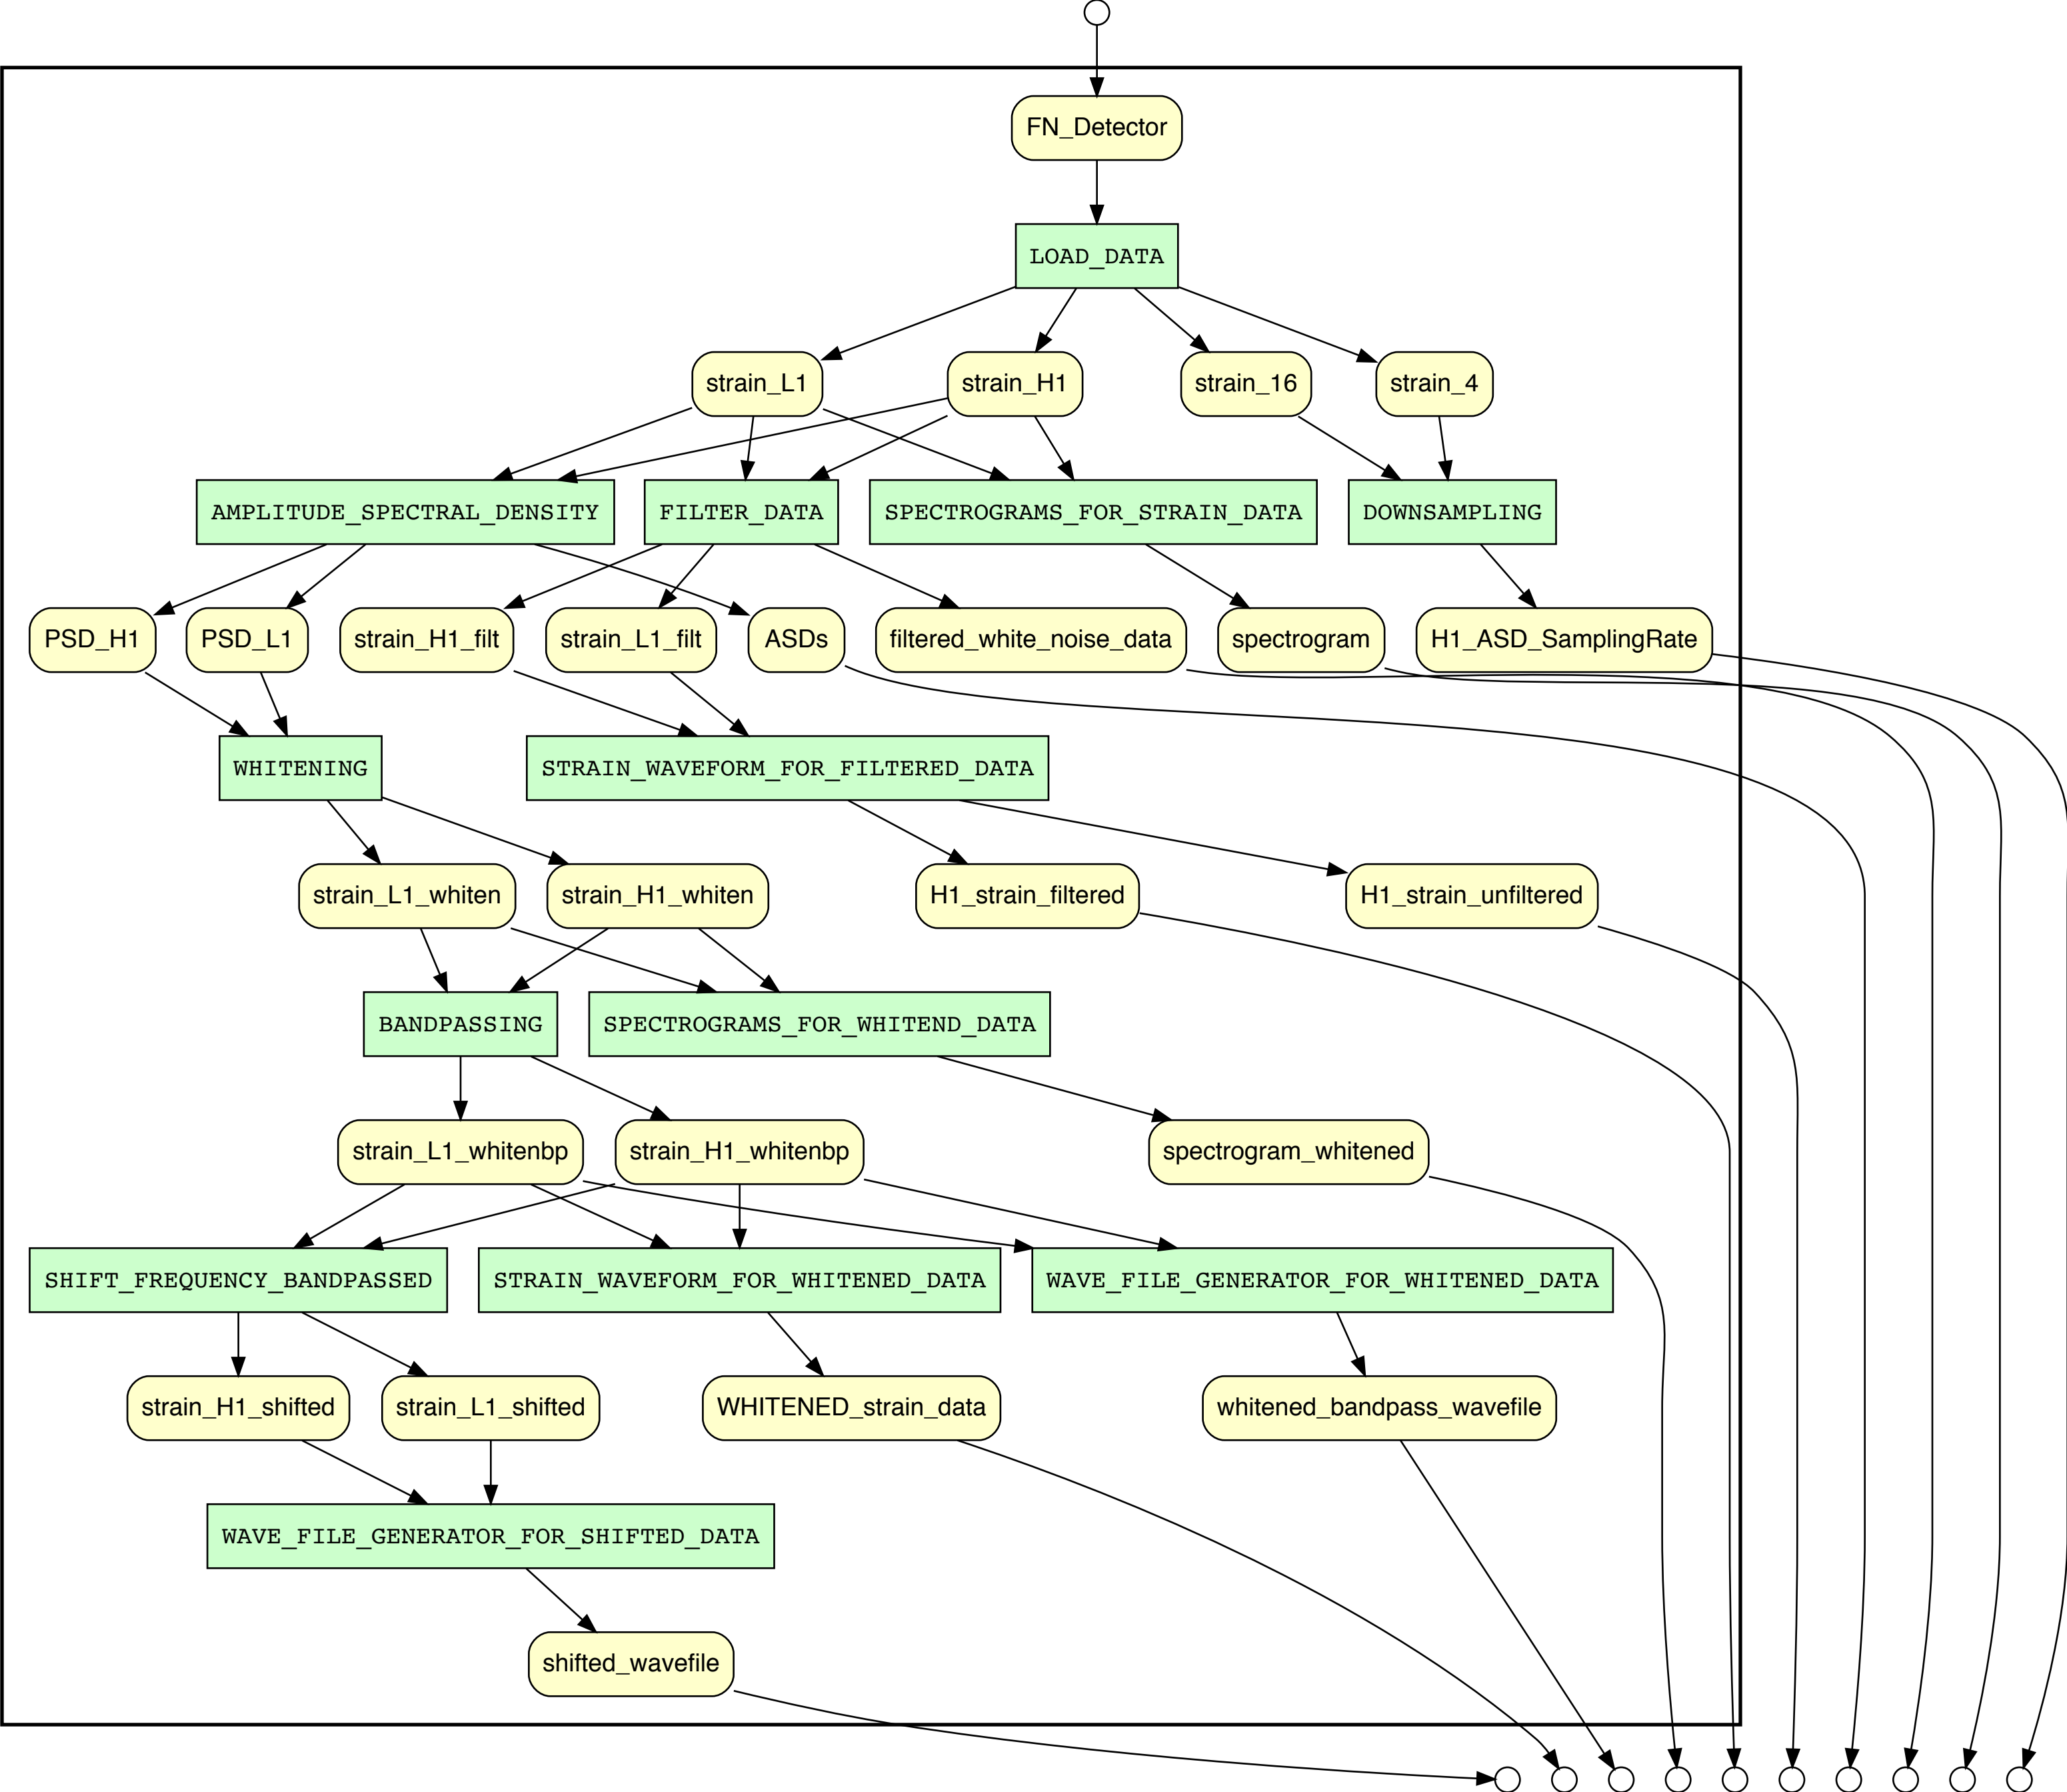 FN_Detector
LOAD_DATA
strain_L1
strain_H1
strain_16
strain_4
AMPLITUDE_SPECTRAL_DENSITY
FILTER_DATA
SPECTROGRAMS_FOR_STRAIN_DATA
DOWNSAMPLING
PSD_H1
PSD_L1
strain_H1_filt
strain_L1_filt
ASDs
filtered_white_noise_data
spectrogram
H1_ASD_SamplingRate
WHITENING
STRAIN_WAVEFORM_FOR_FILTERED_DATA
strain_L1_whiten
strain_H1_whiten
H1_strain_filtered
H1_strain_unfiltered
BANDPASSING
SPECTROGRAMS_FOR_WHITEND_DATA
strain_L1_whitenbp
strain_H1_whitenbp
spectrogram_whitened
SHIFT_FREQUENCY_BANDPASSED
STRAIN_WAVEFORM_FOR_WHITENED_DATA
WAVE_FILE_GENERATOR_FOR_WHITENED_DATA
strain_H1_shifted
strain_L1_shifted
WHITENED_strain_data
whitened_bandpass_wavefile
WAVE_FILE_GENERATOR_FOR_SHIFTED_DATA
shifted_wavefile